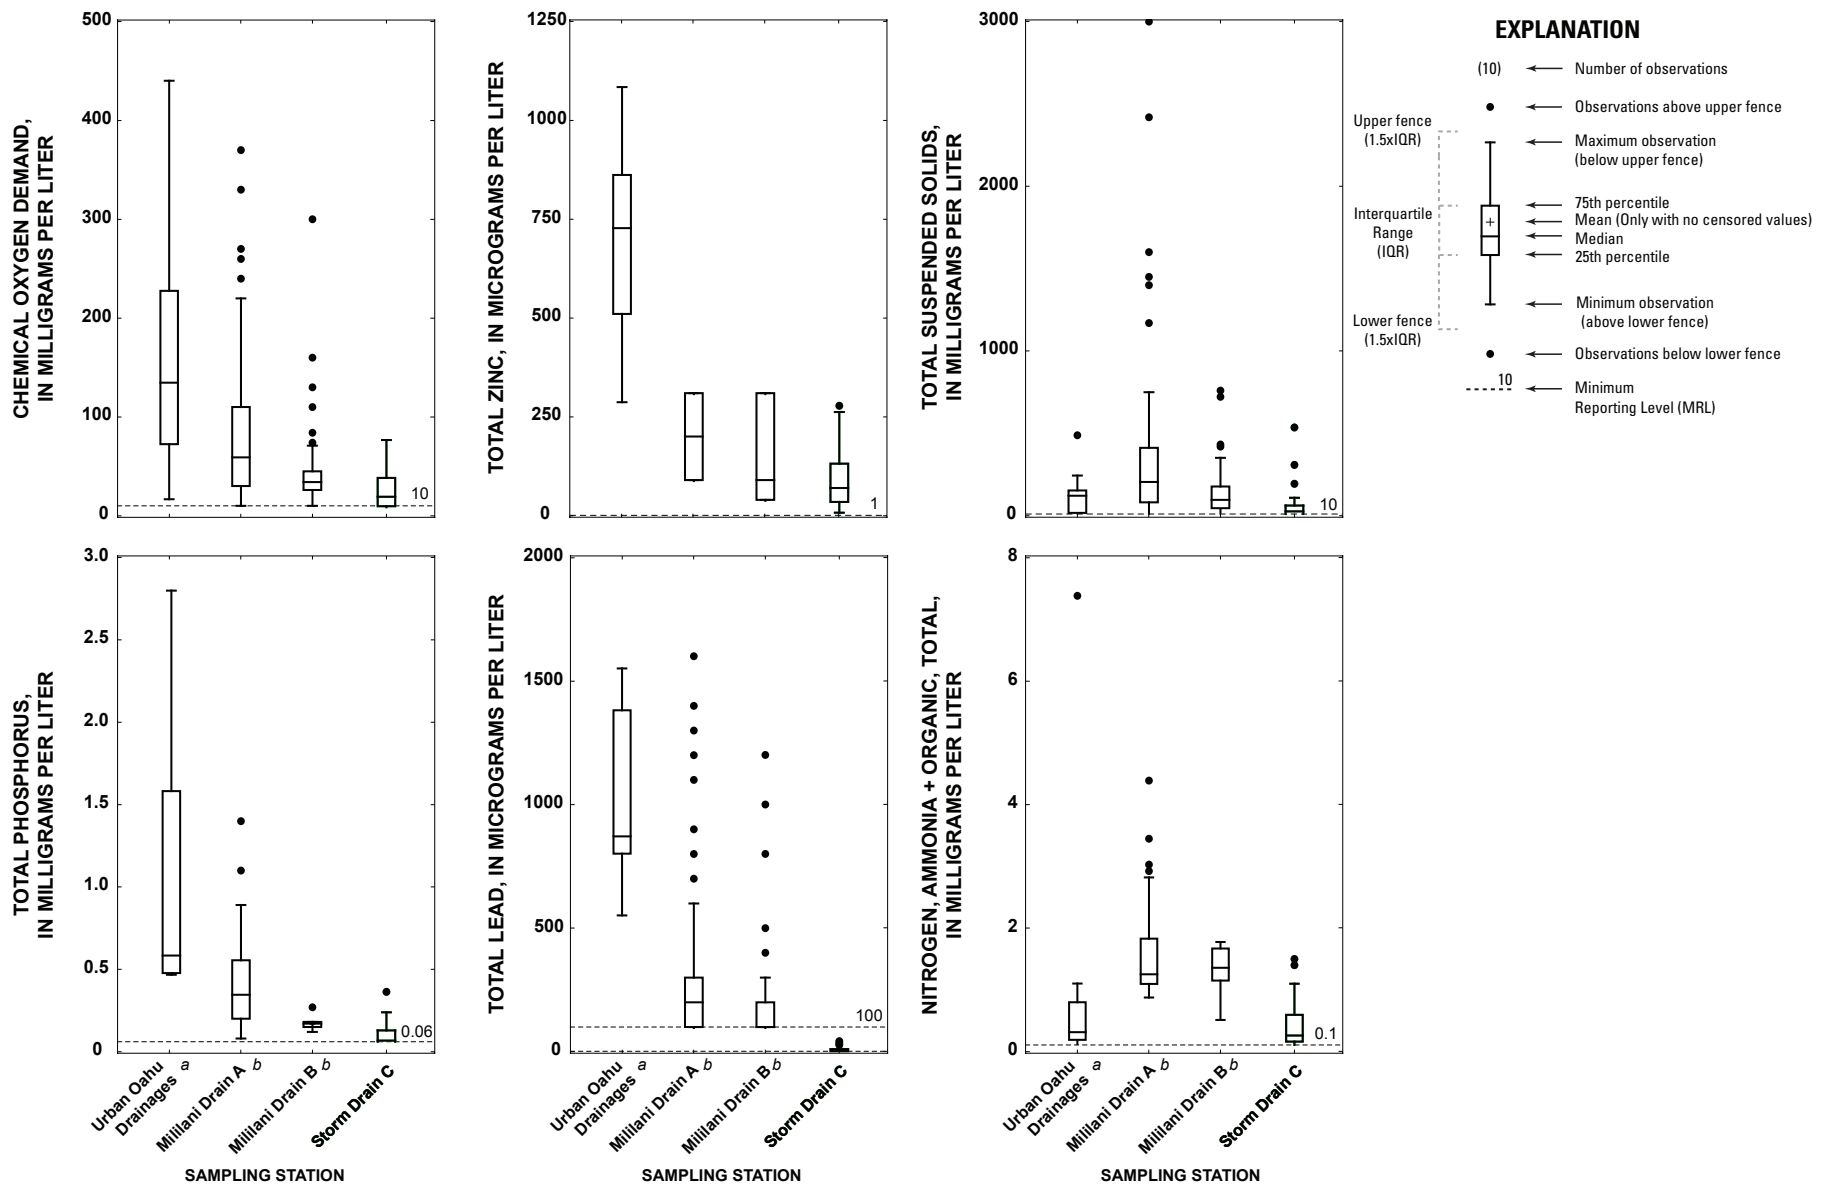 CHEMICAL OXYGEN DEMAND,
IN MILLIGRAMS PER LITER
500
400
300
200
100
0
10
TOTAL ZINC, IN MICROGRAMS PER LITER
1250
1000
750
500
250
0
1
TOTAL SUSPENDED SOLIDS,
IN MILLIGRAMS PER LITER
3000
2000
1000
0
10
EXPLANATION
(10)
Number of observations
Observations above upper fence
Upper fence
(1.5xIQR)
Maximum observation
(below upper fence)
75th percentile
Mean (Only with no censored values)
Interquartile
Range
(IQR)
Median
25th percentile
Minimum observation
(above lower fence)
Lower fence
(1.5xIQR)
Observations below lower fence
10
Minimum
Reporting Level (MRL)
TOTAL PHOSPHORUS,
IN MILLIGRAMS PER LITER
3.0
2.5
2.0
1.5
1.0
0.5
0
0.06
Urban Oahu
Drainages a
Mililani Drain A b
Mililani Drain B b
Storm Drain C
SAMPLING STATION
TOTAL LEAD, IN MICROGRAMS PER LITER
2000
1500
1000
500
0
100
Urban Oahu
Drainages a
Mililani Drain A b
Mililani Drain B b
Storm Drain C
SAMPLING STATION
NITROGEN, AMMONIA + ORGANIC, TOTAL,
IN MILLIGRAMS PER LITER
8
6
4
2
0
0.1
Urban Oahu
Drainages a
Mililani Drain A b
Mililani Drain B b
Storm Drain C
SAMPLING STATION